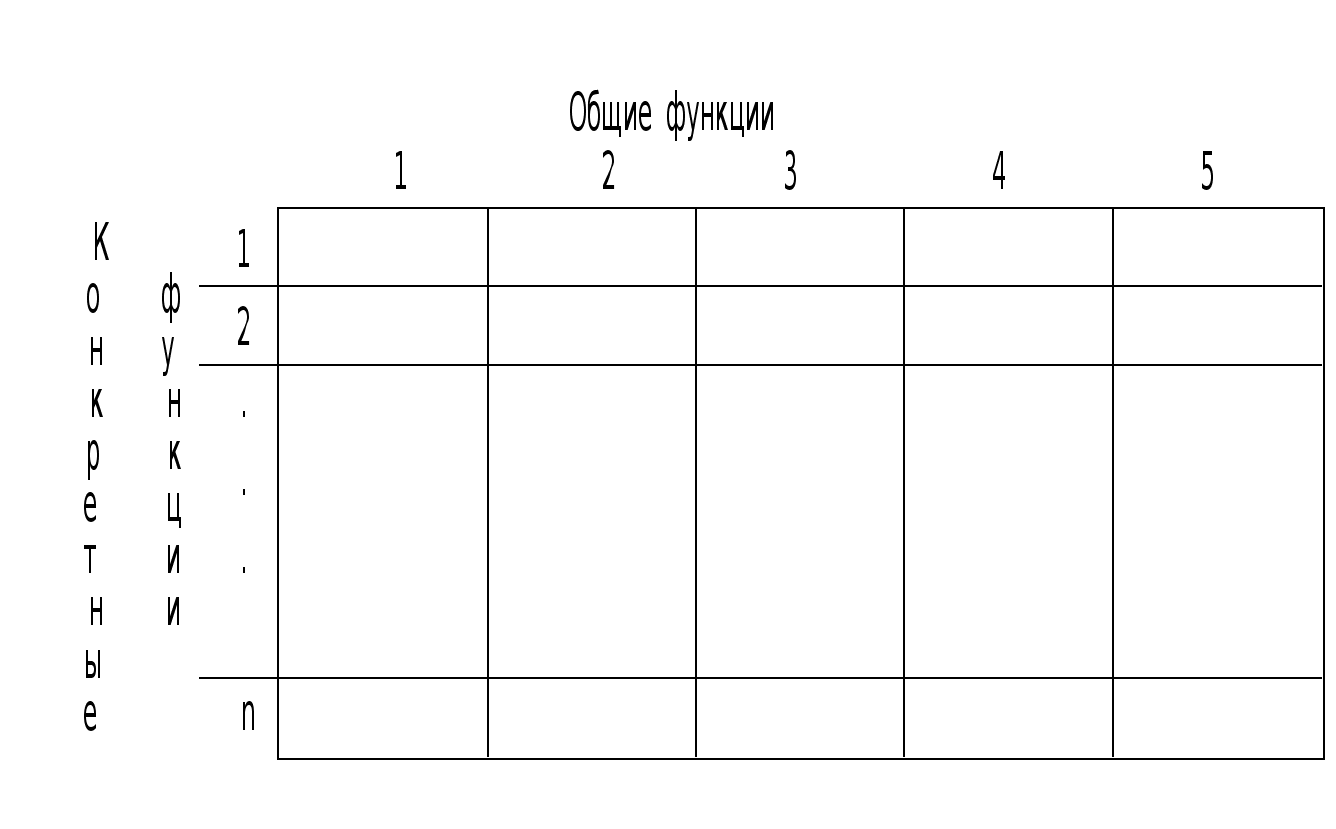 Общие функции
1 2 3 4 5
Конкретные
функции
1
2
.
.
.
n